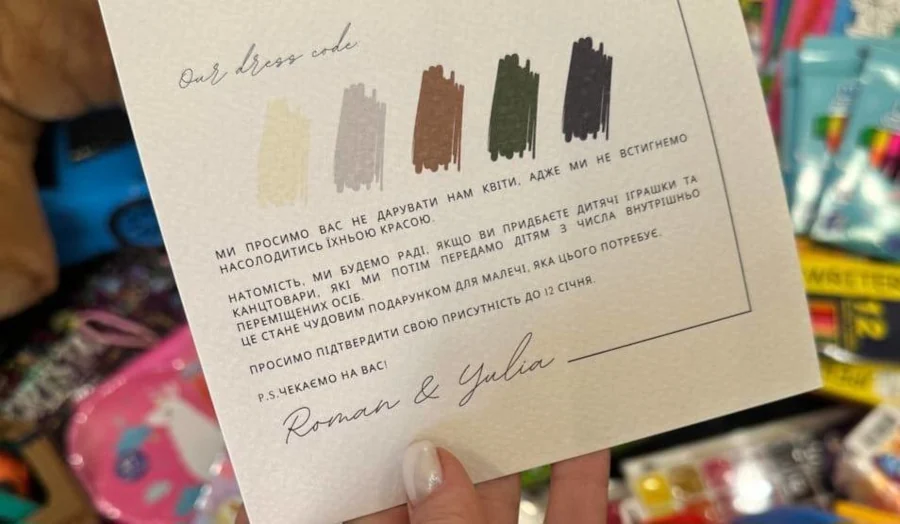 Our dress code
МИ ПРОСИМО ВАС НЕ ДАРУВАТИ НАМ КВІТИ, АДЖЕ МИ НЕ ВСТИГНЕМО
НАСОЛОДИТИСЬ ЇХНЬОЮ КРАСОЮ.
НАТОМІСТЬ, МИ БУДЕМО РАДІ, ЯКЩО ВИ ПРИДБАЄТЕ ДИТЯЧІ ІГРАШКИ ТА
КАНЦТОВАРИ, ЯКІ МИ ПОТІМ ПЕРЕДАМО ДІТЯМ З ЧИСЛА ВНУТРІШНЬО
ПЕРЕМІЩЕНИХ ОСІБ.
ЦЕ СТАНЕ ЧУДОВИМ ПОДАРУНКОМ ДЛЯ МАЛЕЧІ, ЯКА ЦЬОГО ПОТРЕБУЄ.
ПРОСИМО ПІДТВЕРДИТИ СВОЮ ПРИСУТНІСТЬ ДО 12 СІЧНЯ.
P.S.ЧЕКАЄМО НА ВАС!
Roman & Yulia
12